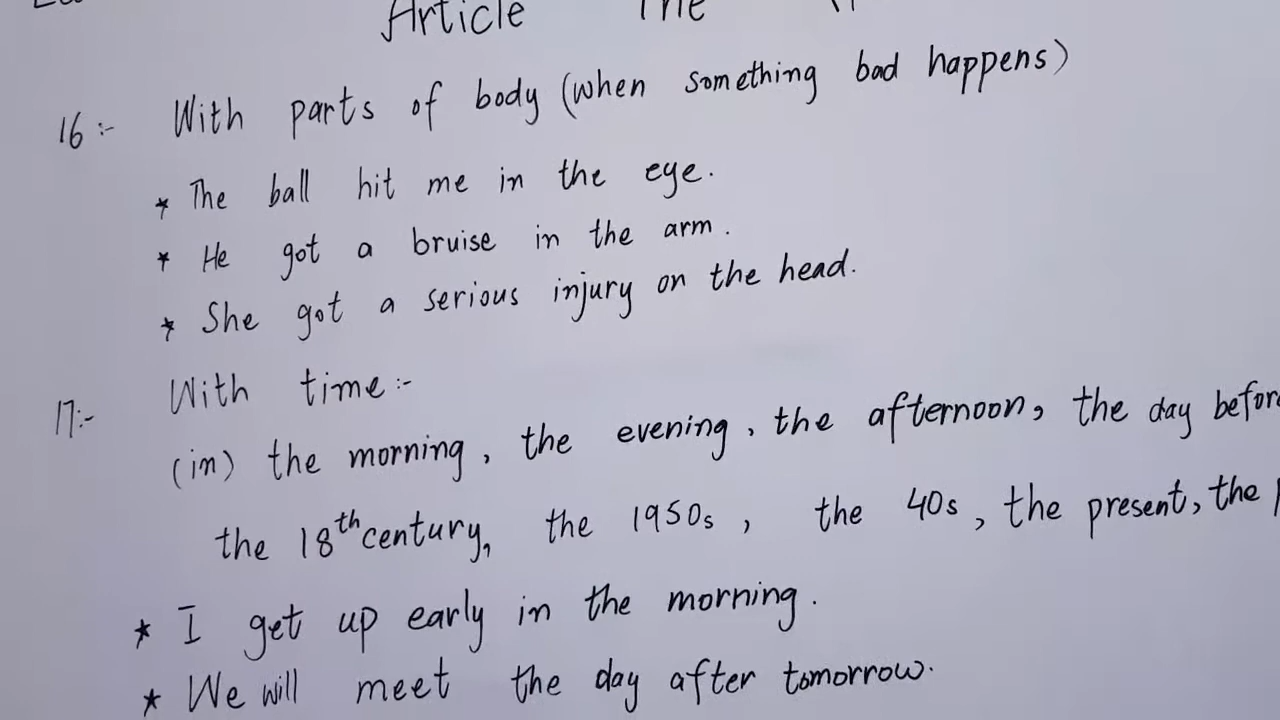 Article The
16:- With parts of body (when something bad happens)
* The ball hit me in the eye.
* He got a bruise in the arm.
* She got a serious injury on the head.
17:- With time:-
(in) the morning, the evening, the afternoon, the day before
the 18th century, the 1950s, the 40s, the present, the
* I get up early in the morning.
* We will meet the day after tomorrow.